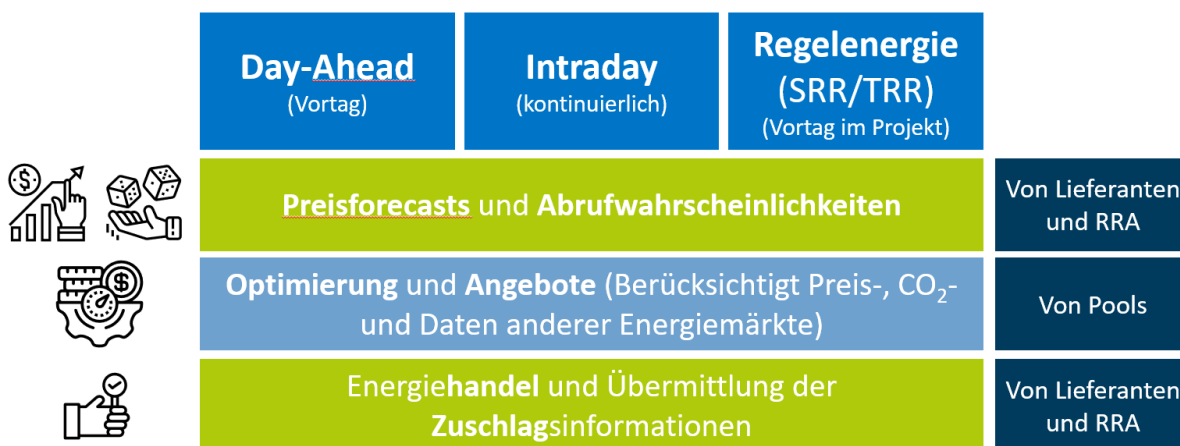 Day-Ahead
(Vortag)
Intraday
(kontinuierlich)
Regelenergie
(SRR/TRR)
(Vortag im Projekt)
$
Preisforecasts und Abrufwahrscheinlichkeiten
Von Lieferanten
und RRA
$
Optimierung und Angebote (Berücksichtigt Preis-, CO₂-
und Daten anderer Energiemärkte)
Von Pools
Energiehandel und Übermittlung der
Zuschlagsinformationen
Von Lieferanten
und RRA